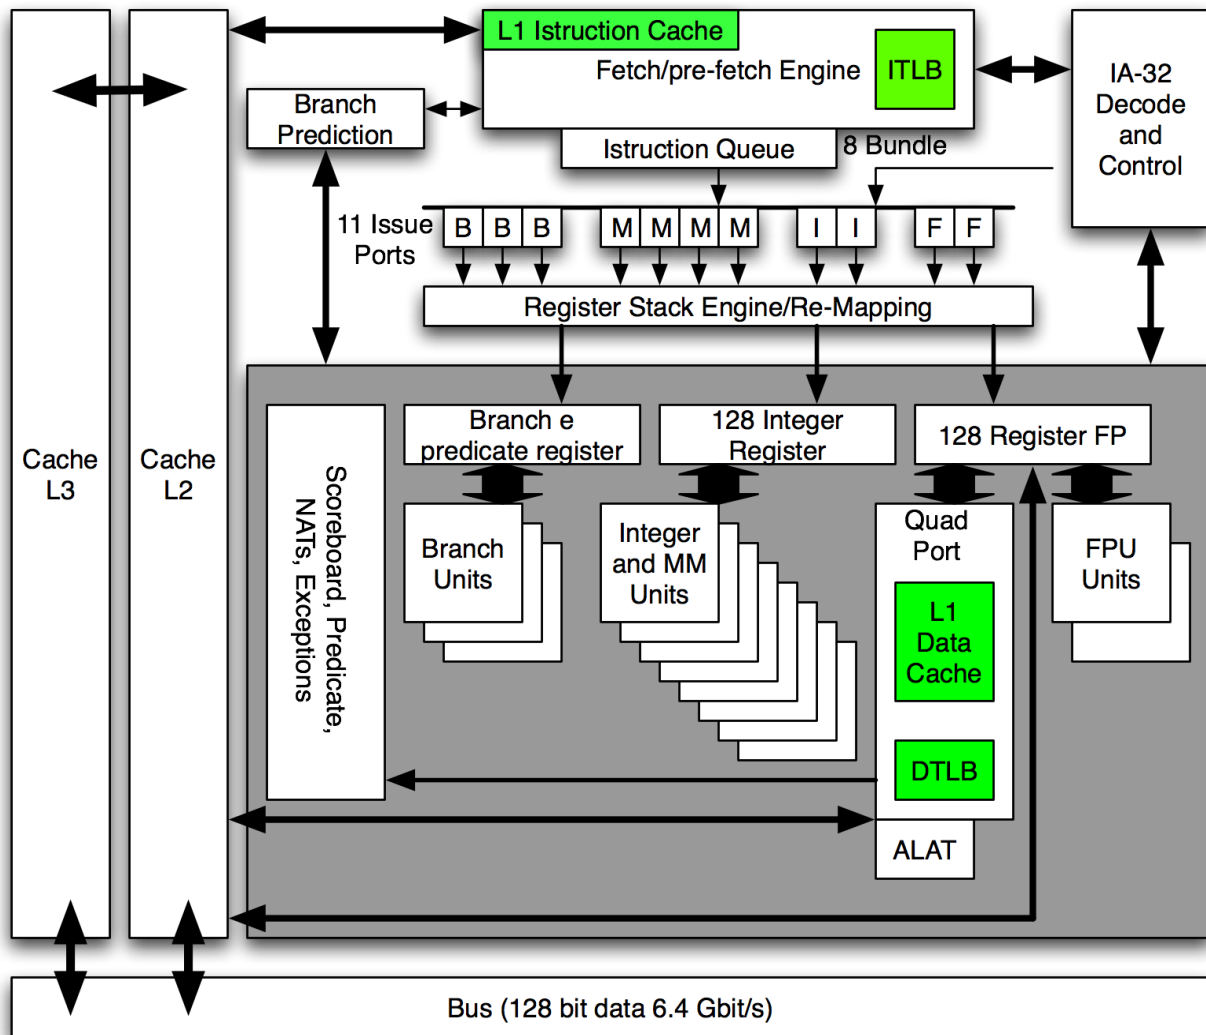 L1 Istruction Cache
Fetch/pre-fetch Engine
ITLB
IA-32
Decode
and
Control
Branch
Prediction
Istruction Queue
8 Bundle
11 Issue
Ports
B B B M M M M I I F F
Register Stack Engine/Re-Mapping
Cache
L3
Cache
L2
Scoreboard, Predicate,
NATs, Exceptions
Branch e
predicate register
128 Integer
Register
128 Register FP
Branch
Units
Integer
and MM
Units
Quad
Port
L1
Data
Cache
DTLB
ALAT
FPU
Units
Bus (128 bit data 6.4 Gbit/s)